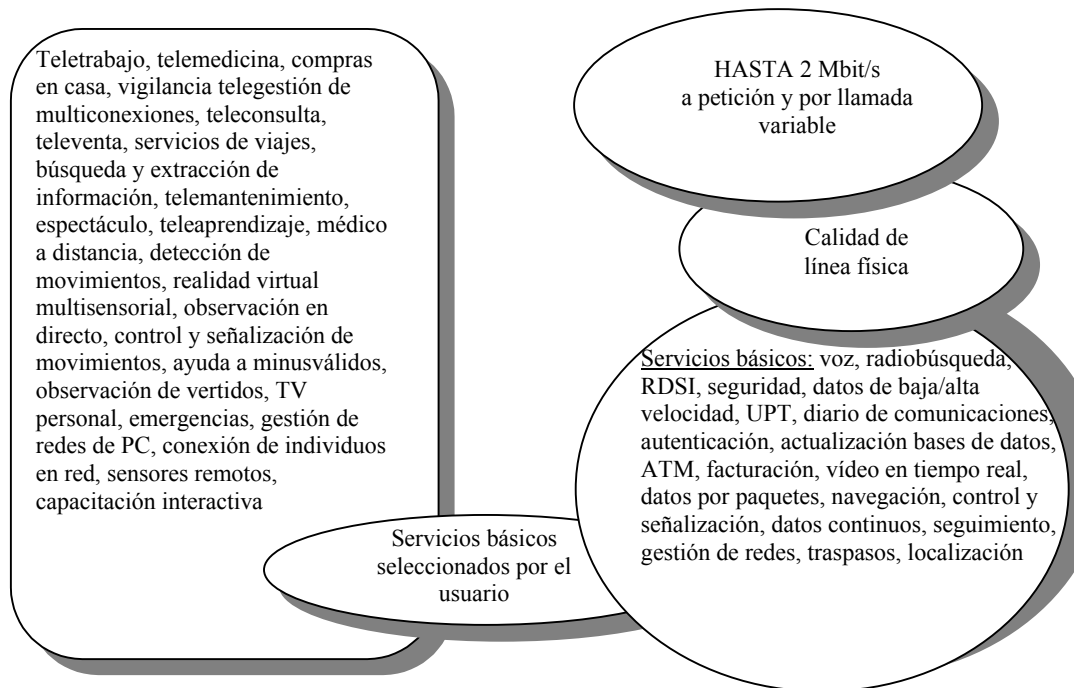 Teletrabajo, telemedicina, compras
en casa, vigilancia telegestión de
multiconexiones, teleconsulta,
televenta, servicios de viajes,
búsqueda y extracción de
información, telemantenimiento,
espectáculo, teleaprendizaje, médico
a distancia, detección de
movimientos, realidad virtual
multisensorial, observación en
directo, control y señalización de
movimientos, ayuda a minusválidos,
observación de vertidos, TV
personal, emergencias, gestión de
redes de PC, conexión de individuos
en red, sensores remotos,
capacitación interactiva
HASTA 2 Mbit/s
a petición y por llamada
variable
Calidad de
línea física
Servicios básicos: voz, radiobúsqueda,
RDSI, seguridad, datos de baja/alta
velocidad, UPT, diario de comunicaciones,
autenticación, actualización bases de datos,
ATM, facturación, vídeo en tiempo real,
datos por paquetes, navegación, control y
señalización, datos continuos, seguimiento,
gestión de redes, traspasos, localización
Servicios básicos
seleccionados por el
usuario